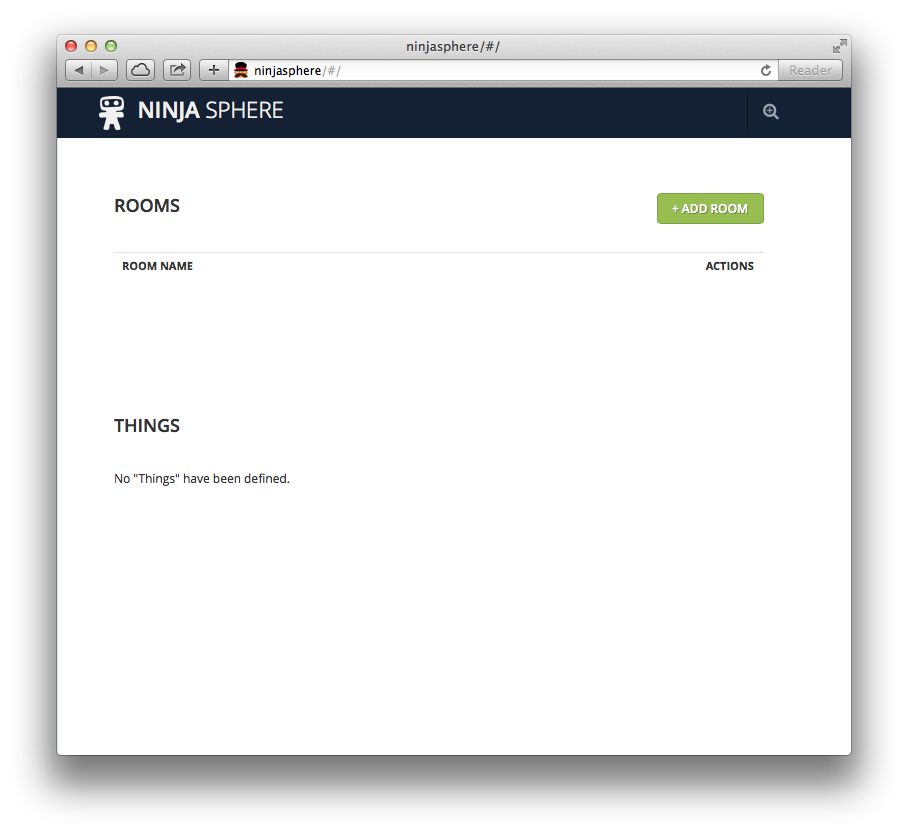 ninjasphere/#/
ninjasphere/#/
Reader
NINJA SPHERE
ROOMS
+ ADD ROOM
ROOM NAME
ACTIONS
THINGS
No "Things" have been defined.